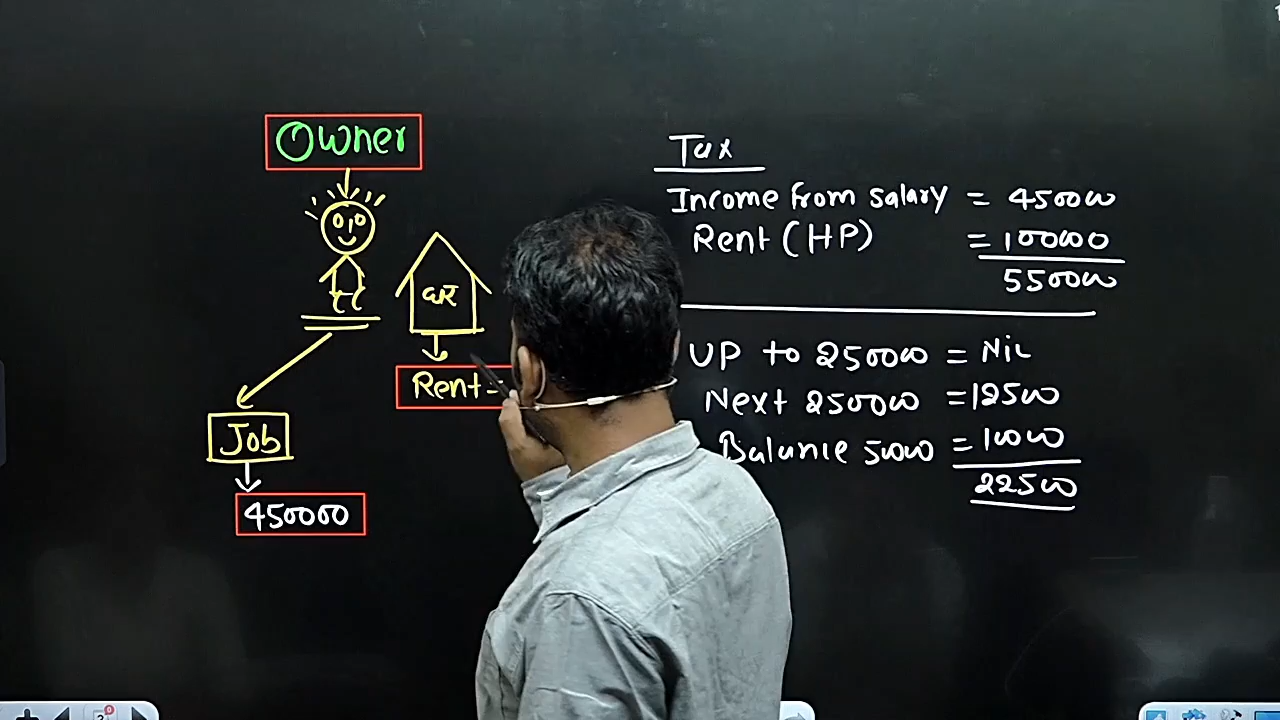 Owner
घर
Rent-
Job
450000
Tax
Income from salary = 450000
Rent (HP) = 100000
550000
UP to 250000 = Nil
Next 250000 = 12500
Balance 50000 = 10000
22500